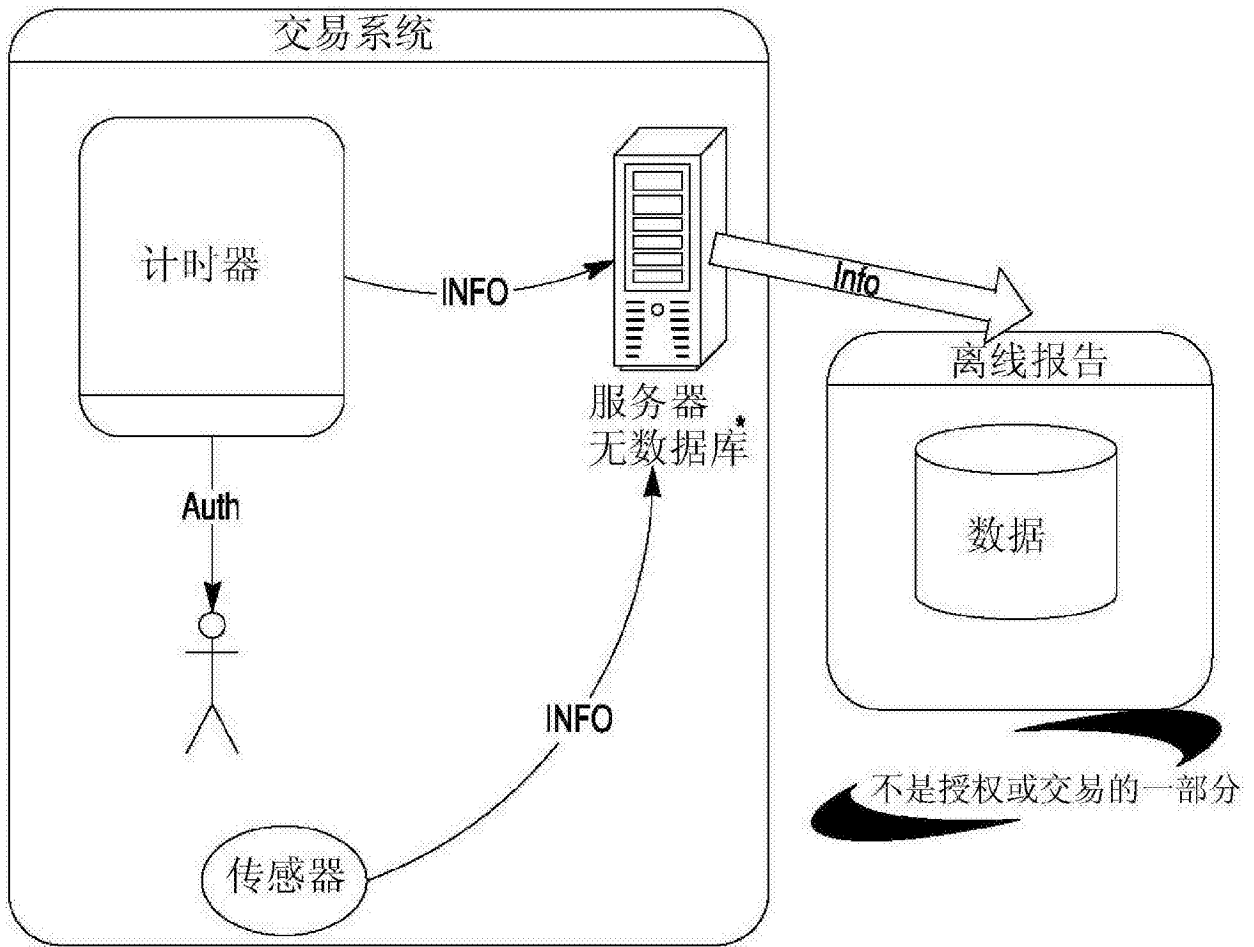 交易系统
计时器
INFO
Info
离线报告
服务器
无数据库*
数据
Auth
INFO
不是授权或交易的一部分
传感器